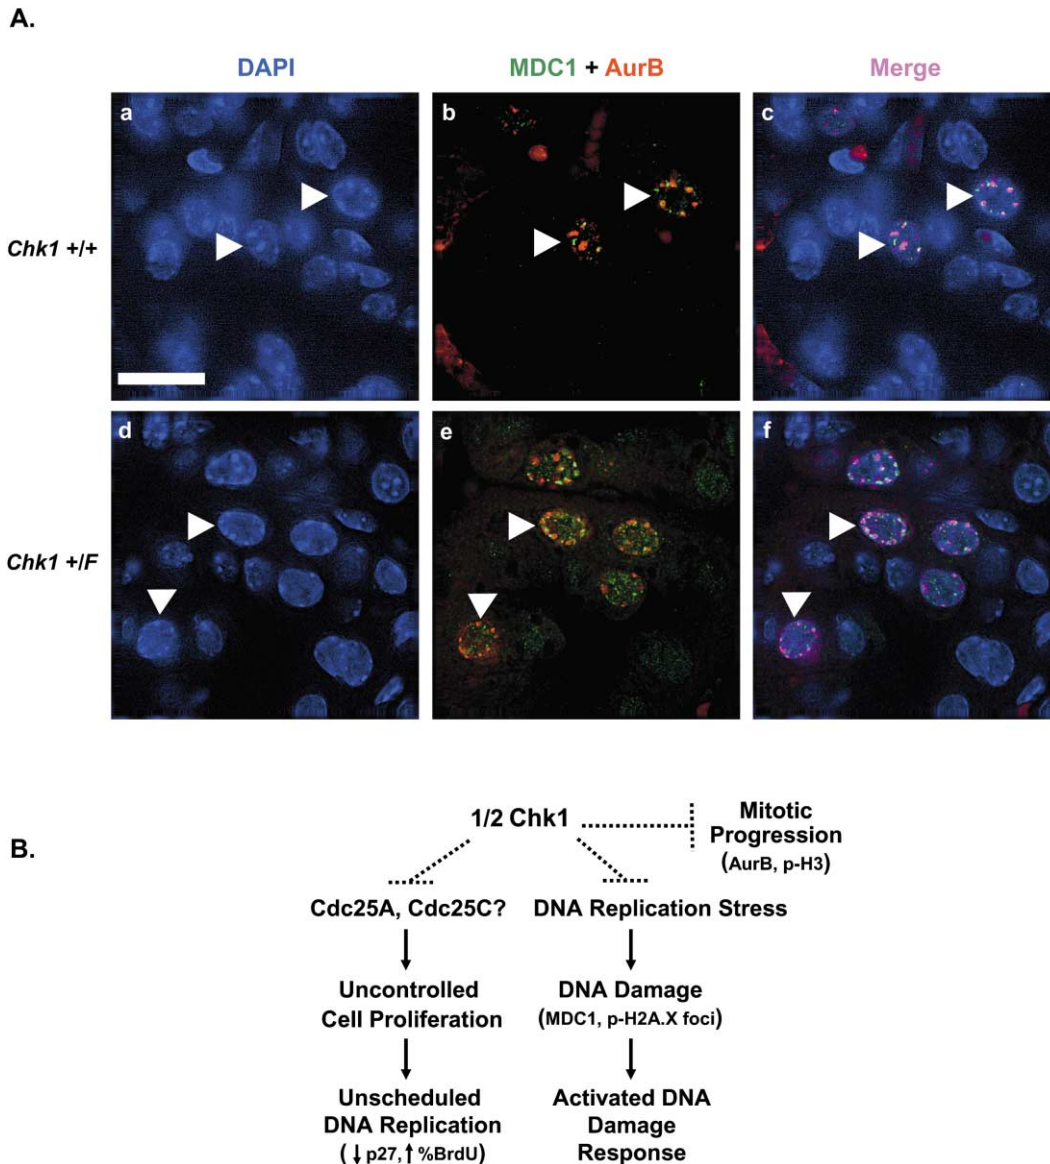 A.
DAPI
MDC1 + AurB
Merge
a
b
c
Chk1 +/+
d
e
f
Chk1 +/F
B.
1/2 Chk1
Mitotic
Progression
(AurB, p-H3)
Cdc25A, Cdc25C?
DNA Replication Stress
Uncontrolled
Cell Proliferation
DNA Damage
(MDC1, p-H2A.X foci)
Unscheduled
DNA Replication
(↓ p27, ↑ %BrdU)
Activated DNA
Damage
Response